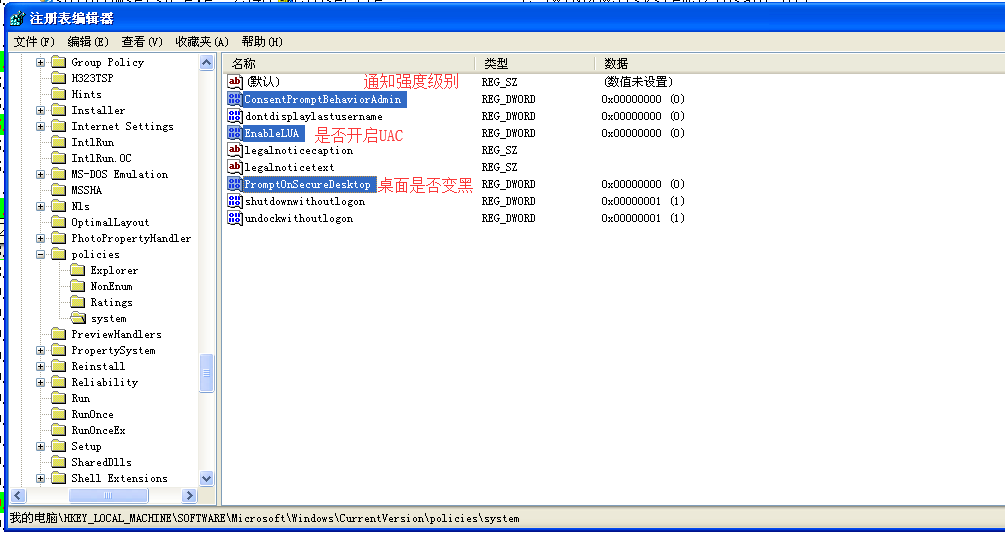 注册表编辑器
文件(F) 编辑(E) 查看(V) 收藏夹(A) 帮助(H)
Group Policy
H323TSP
Hints
Installer
Internet Settings
IntlRun
IntlRun.OC
MS-DOS Emulation
MSSHA
Nls
OptimalLayout
PhotoPropertyHandler
policies
Explorer
NonEnum
Ratings
system
PreviewHandlers
PropertySystem
Reinstall
Reliability
Run
RunOnce
RunOnceEx
Setup
SharedDlls
Shell Extensions
名称 类型 数据
(默认) 通知强度级别 REG_SZ (数值未设置)
ConsentPromptBehaviorAdmin REG_DWORD 0x00000000 (0)
dontdisplaylastusername REG_DWORD 0x00000000 (0)
EnableLUA 是否开启UAC REG_DWORD 0x00000000 (0)
legalnoticecaption REG_SZ
legalnoticetext REG_SZ
PromptOnSecureDesktop 桌面是否变黑 REG_DWORD 0x00000000 (0)
shutdownwithoutlogon REG_DWORD 0x00000001 (1)
undockwithoutlogon REG_DWORD 0x00000001 (1)
我的电脑\HKEY_LOCAL_MACHINE\SOFTWARE\Microsoft\Windows\CurrentVersion\policies\system